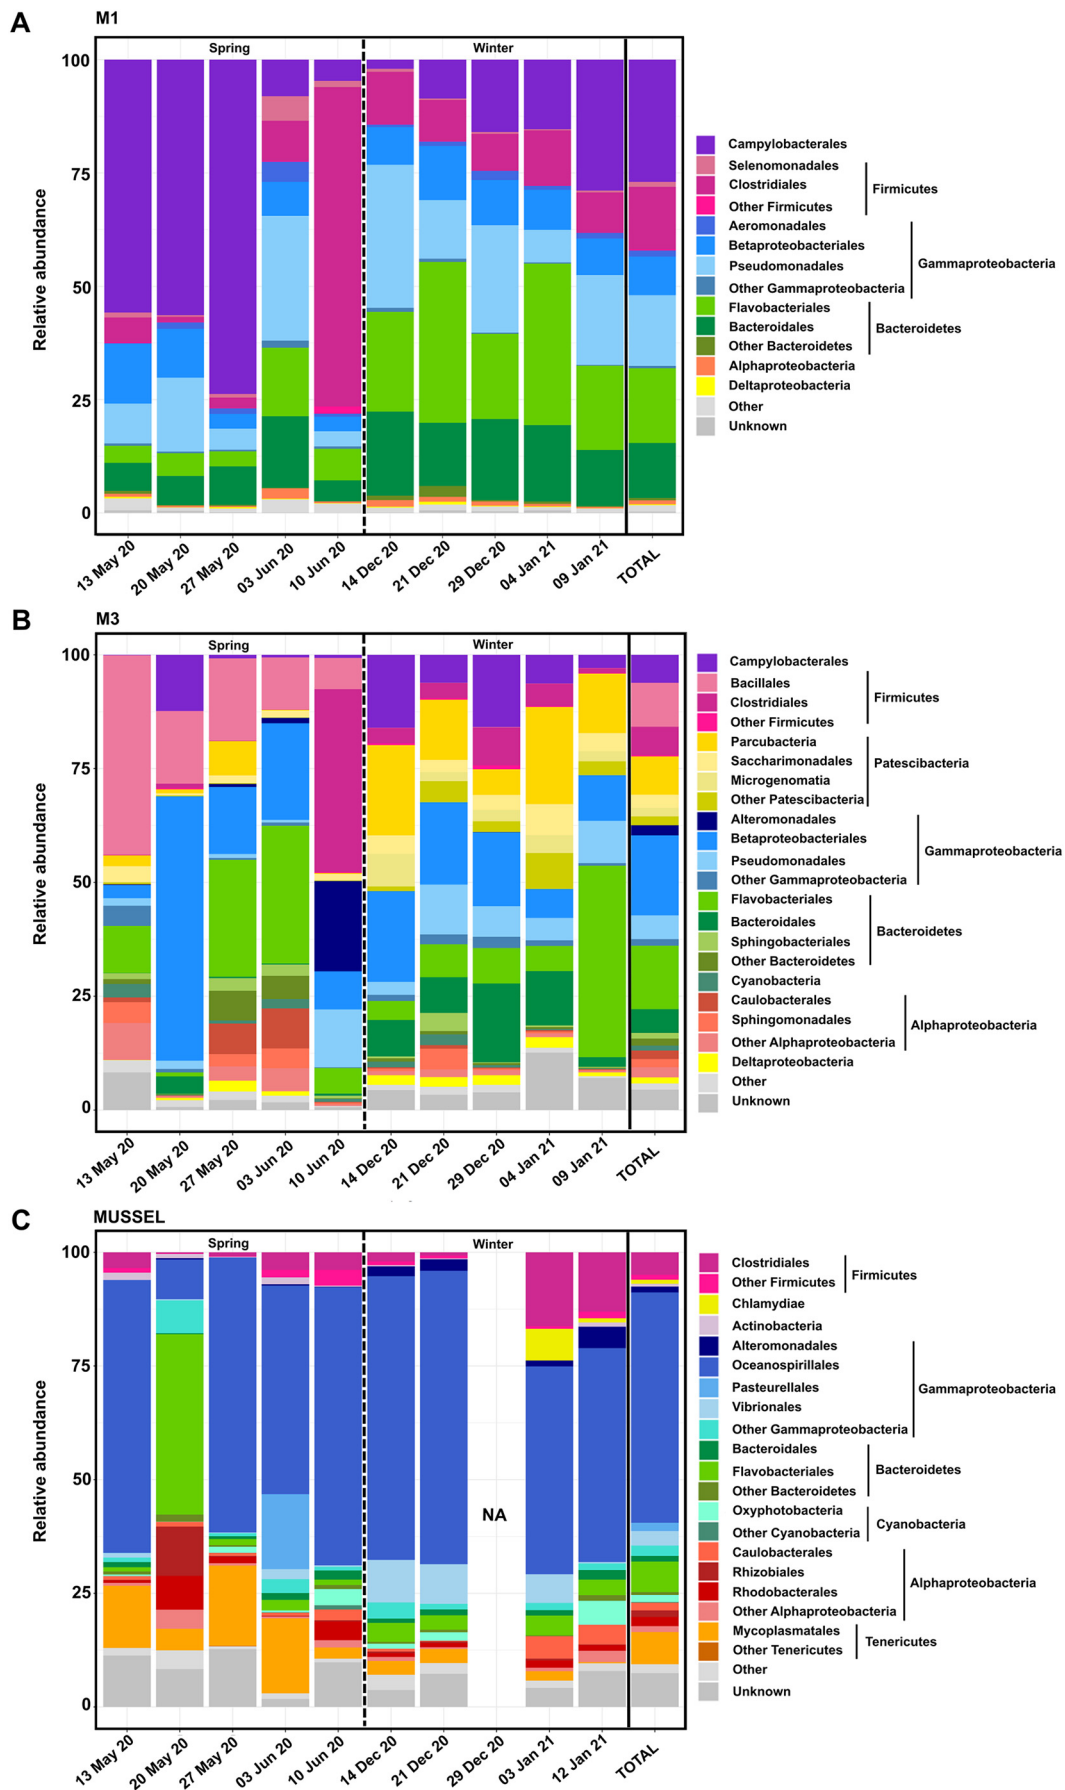 A
M1
Spring
Winter
100
75
50
25
0
Relative abundance
13 May 20
20 May 20
27 May 20
03 Jun 20
10 Jun 20
14 Dec 20
21 Dec 20
29 Dec 20
04 Jan 21
09 Jan 21
TOTAL
Campylobacterales
Selenomonadales
Clostridiales
Other Firmicutes
Firmicutes
Aeromonadales
Betaproteobacteriales
Pseudomonadales
Other Gammaproteobacteria
Gammaproteobacteria
Flavobacteriales
Bacteroidales
Other Bacteroidetes
Bacteroidetes
Alphaproteobacteria
Deltaproteobacteria
Other
Unknown
B
M3
Spring
Winter
100
75
50
25
0
Relative abundance
13 May 20
20 May 20
27 May 20
03 Jun 20
10 Jun 20
14 Dec 20
21 Dec 20
29 Dec 20
04 Jan 21
09 Jan 21
TOTAL
Campylobacterales
Bacillales
Clostridiales
Other Firmicutes
Firmicutes
Parcubacteria
Saccharimonadales
Microgenomatia
Other Patescibacteria
Patescibacteria
Alteromonadales
Betaproteobacteriales
Pseudomonadales
Other Gammaproteobacteria
Gammaproteobacteria
Flavobacteriales
Bacteroidales
Sphingobacteriales
Other Bacteroidetes
Bacteroidetes
Cyanobacteria
Caulobacterales
Sphingomonadales
Other Alphaproteobacteria
Alphaproteobacteria
Deltaproteobacteria
Other
Unknown
C
MUSSEL
Spring
Winter
100
75
50
25
0
Relative abundance
NA
13 May 20
20 May 20
27 May 20
03 Jun 20
10 Jun 20
14 Dec 20
21 Dec 20
29 Dec 20
03 Jan 21
12 Jan 21
TOTAL
Clostridiales
Other Firmicutes
Firmicutes
Chlamydiae
Actinobacteria
Alteromonadales
Oceanospirillales
Pasteurellales
Vibrionales
Other Gammaproteobacteria
Gammaproteobacteria
Bacteroidales
Flavobacteriales
Other Bacteroidetes
Bacteroidetes
Oxyphotobacteria
Other Cyanobacteria
Cyanobacteria
Caulobacterales
Rhizobiales
Rhodobacterales
Other Alphaproteobacteria
Alphaproteobacteria
Mycoplasmatales
Other Tenericutes
Tenericutes
Other
Unknown